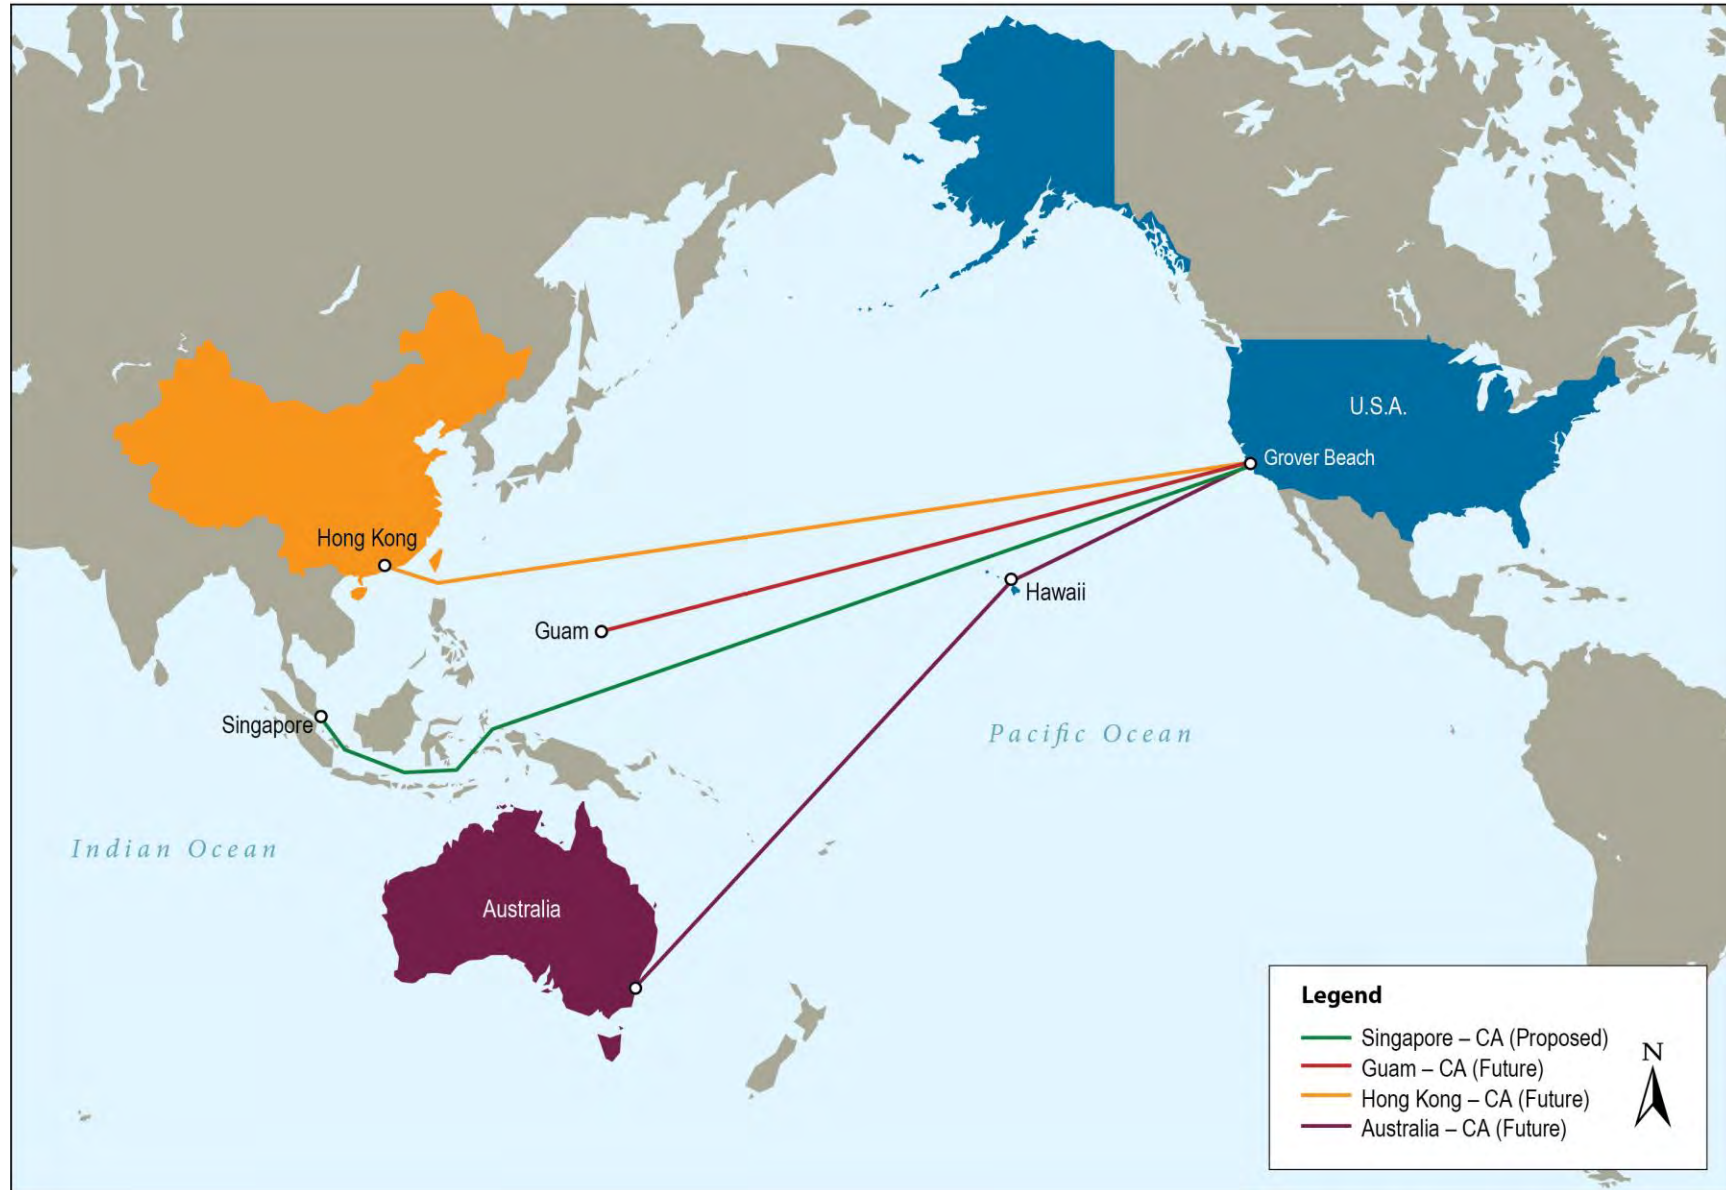 U.S.A.
Grover Beach
Hong Kong
Hawaii
Guam
Singapore
Pacific Ocean
Indian Ocean
Australia
Legend
Singapore – CA (Proposed)
Guam – CA (Future)
Hong Kong – CA (Future)
Australia – CA (Future)
N